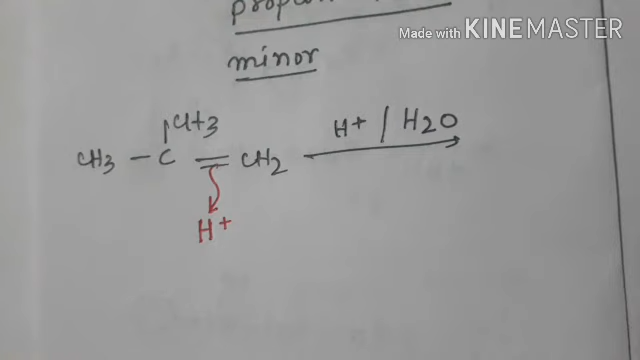 Made with KINEMASTER
minor
CH3
CH3 - C = CH2 H+ / H2O
H+